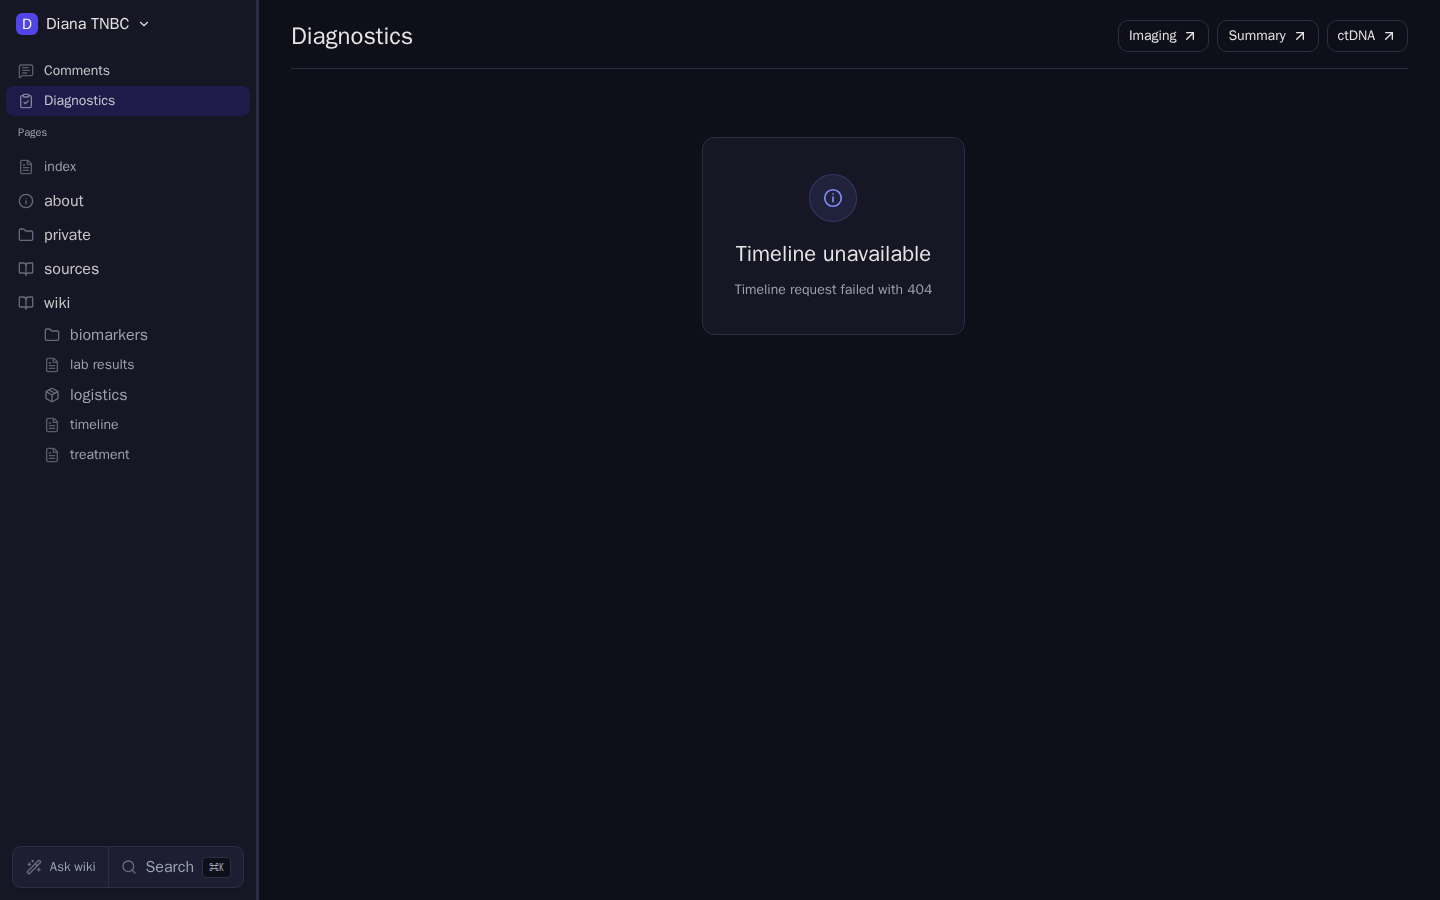 D Diana TNBC
Comments
Diagnostics
Pages
index
about
private
sources
wiki
biomarkers
lab results
logistics
timeline
treatment
Ask wiki
Search ⌘K
Diagnostics
Imaging
Summary
ctDNA
Timeline unavailable
Timeline request failed with 404